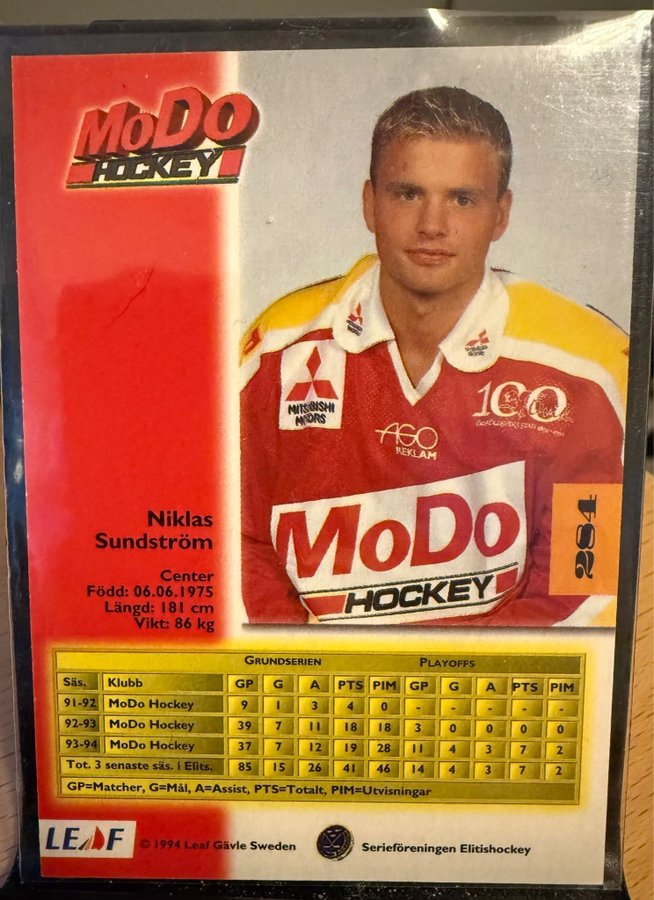 MoDo
HOCKEY
MITSUBISHI
MOTORS
100
AGO
REKLAM
MoDo
HOCKEY
284
Niklas
Sundström
Center
Född: 06.06.1975
Längd: 181 cm
Vikt: 86 kg
GRUNDSERIEN PLAYOFFS
Säs. Klubb GP G A PTS PIM GP G A PTS PIM
91-92 MoDo Hockey 9 1 3 4 0 - - - - -
92-93 MoDo Hockey 39 7 11 18 18 3 0 0 0 0
93-94 MoDo Hockey 37 7 12 19 28 11 4 3 7 2
Tot. 3 senaste säs. i Elits. 85 15 26 41 46 14 4 3 7 2
GP=Matcher, G=Mål, A=Assist, PTS=Totalt, PIM=Utvisningar
LEAF © 1994 Leaf Gävle Sweden Serieföreningen Elitishockey